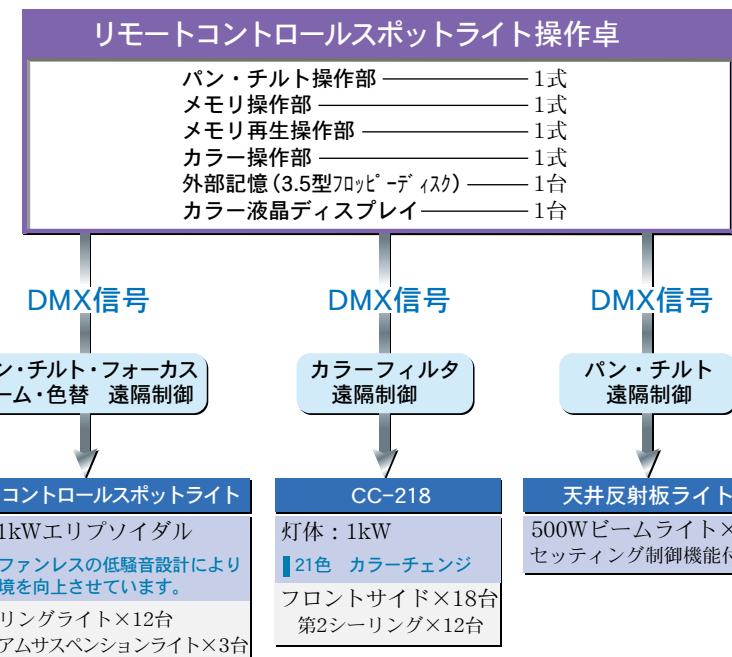 リモートコントロールスポットライト操作卓
パン・チルト操作部 1式
メモリ操作部 1式
メモリ再生操作部 1式
カラー操作部 1式
外部記憶(3.5型ﾌﾛｯﾋﾟｰﾃﾞｨｽｸ) 1台
カラー液晶ディスプレイ 1台
DMX信号
ン・チルト・フォーカス
ーム・色替 遠隔制御
コントロールスポットライト
1kWエリプソイダル
ファンレスの低騒音設計により
境を向上させています。
リングライト×12台
アムサスペンションライト×3台
DMX信号
カラーフィルタ
遠隔制御
CC-218
灯体：1kW
21色 カラーチェンジ
フロントサイド×18台
第2シーリング×12台
DMX信号
パン・チルト
遠隔制御
天井反射板ライト
500Wビームライト×
セッティング制御機能付